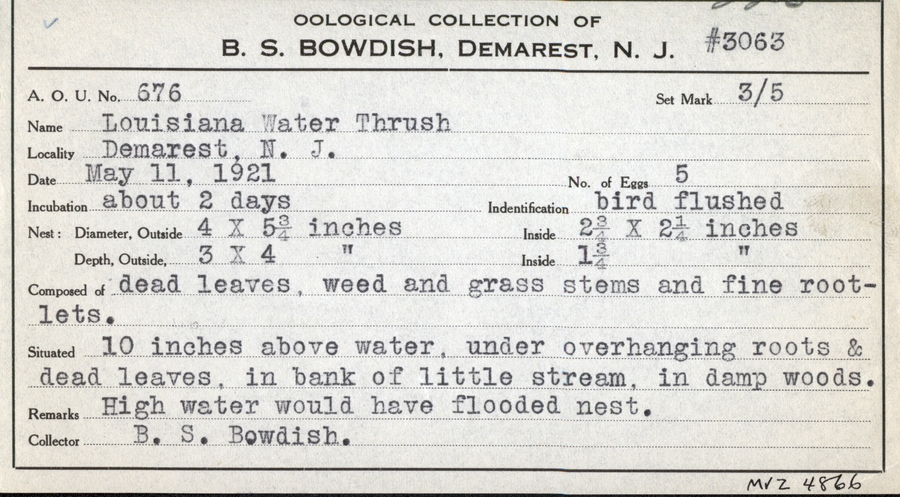 OOLOGICAL COLLECTION OF
B. S. BOWDISH, DEMAREST, N. J. #3063
A. O. U. No. 676 Set Mark 3/5
Name Louisiana Water Thrush
Locality Demarest, N. J.
Date May 11, 1921 No. of Eggs 5
Incubation about 2 days Indentification bird flushed
Nest: Diameter, Outside 4 X 5¾ inches Inside 2¾ X 2¼ inches
Depth, Outside, 3 X 4 " Inside 1¾ "
Composed of dead leaves, weed and grass stems and fine root-
lets.
Situated 10 inches above water, under overhanging roots &
dead leaves, in bank of little stream, in damp woods.
Remarks High water would have flooded nest.
Collector B. S. Bowdish.
MVZ 4866